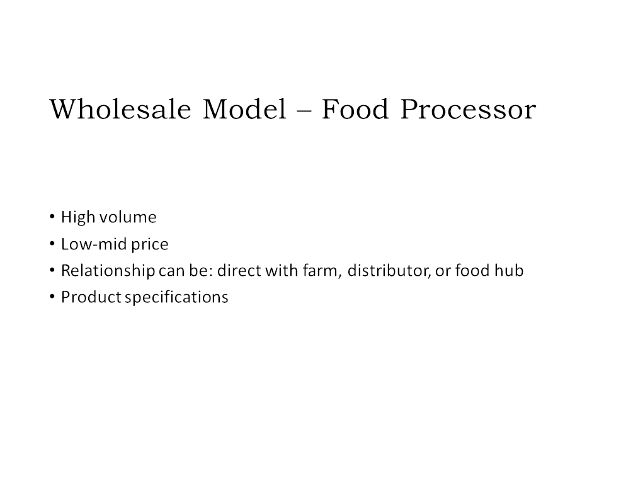 Wholesale Model – Food Processor
• High volume
• Low-mid price
• Relationship can be: direct with farm, distributor, or food hub
• Product specifications